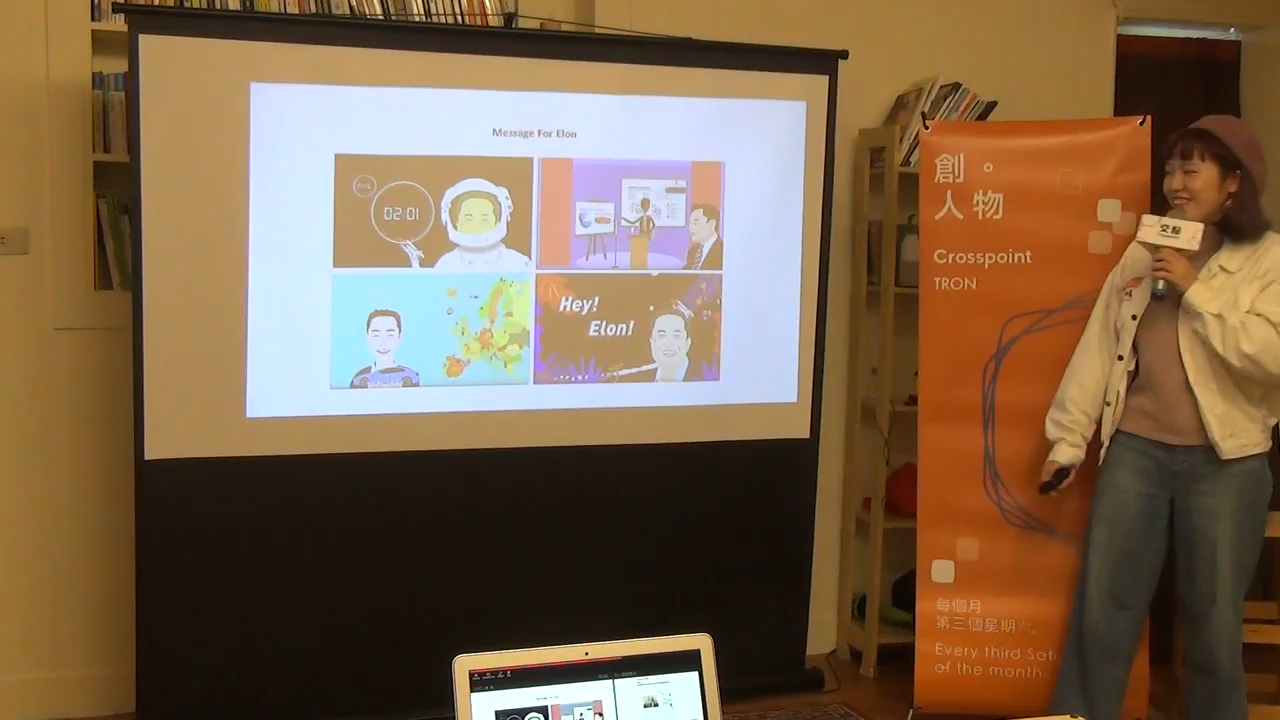 Message For Elon
02:01
Hey!
Elon!
創。
人物
Crosspoint
TRON
交點
每個月
第三個星期六。
Every third Sat
of the month